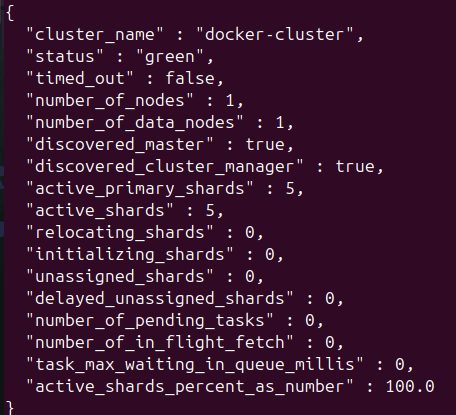 {
  "cluster_name" : "docker-cluster",
  "status" : "green",
  "timed_out" : false,
  "number_of_nodes" : 1,
  "number_of_data_nodes" : 1,
  "discovered_master" : true,
  "discovered_cluster_manager" : true,
  "active_primary_shards" : 5,
  "active_shards" : 5,
  "relocating_shards" : 0,
  "initializing_shards" : 0,
  "unassigned_shards" : 0,
  "delayed_unassigned_shards" : 0,
  "number_of_pending_tasks" : 0,
  "number_of_in_flight_fetch" : 0,
  "task_max_waiting_in_queue_millis" : 0,
  "active_shards_percent_as_number" : 100.0
}